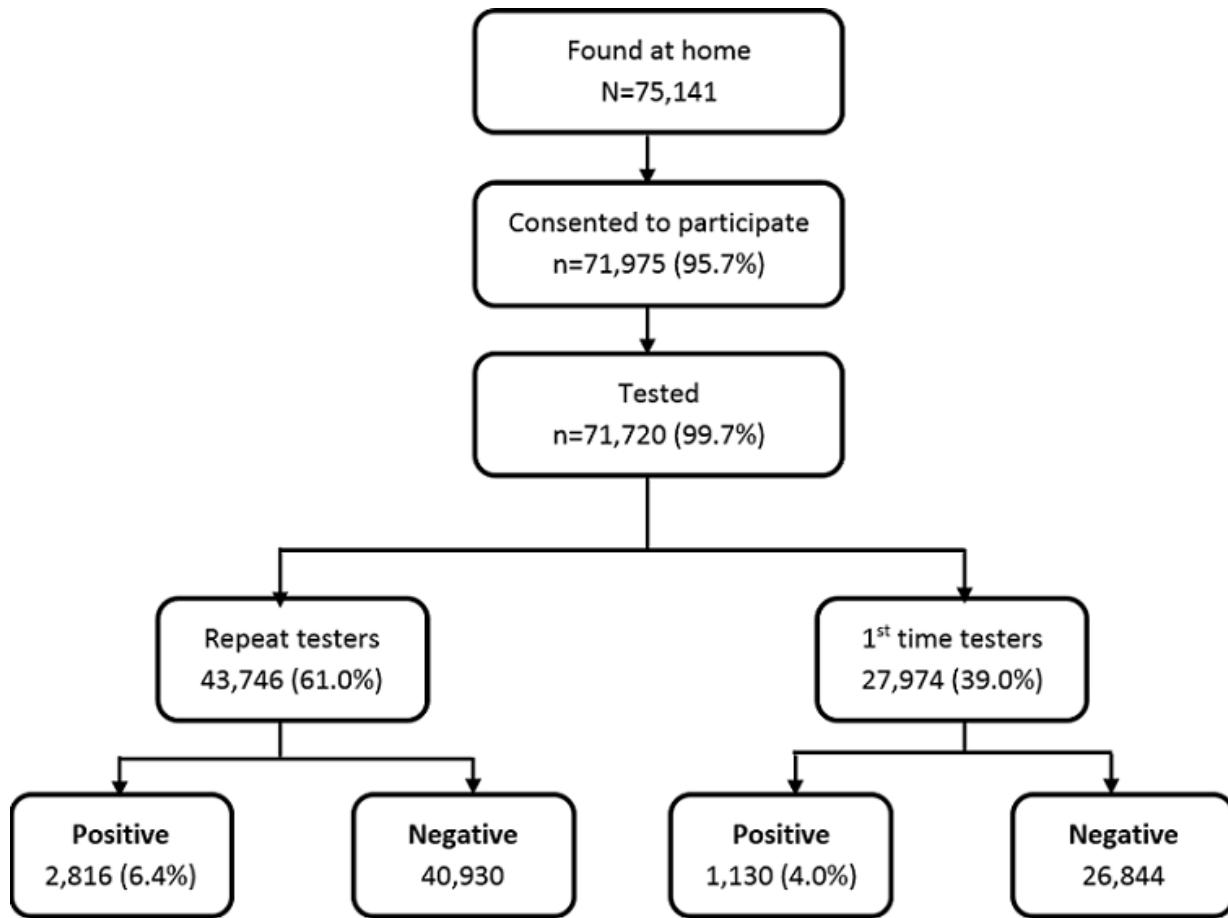 Found at home
N=75,141
Consented to participate
n=71,975 (95.7%)
Tested
n=71,720 (99.7%)
Repeat testers
43,746 (61.0%)
1st time testers
27,974 (39.0%)
Positive
2,816 (6.4%)
Negative
40,930
Positive
1,130 (4.0%)
Negative
26,844